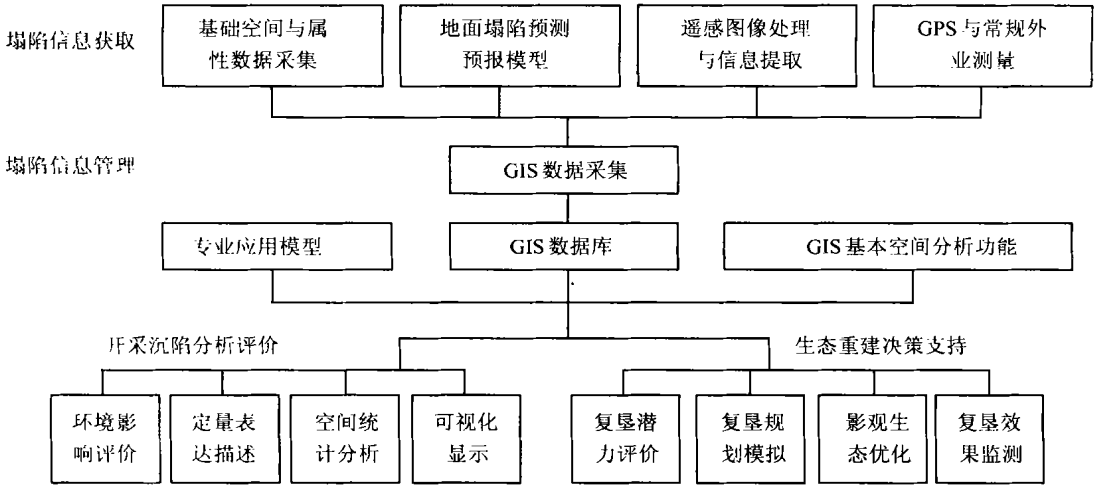 塌陷信息获取
基础空间与属
性数据采集
地面塌陷预测
预报模型
遥感图像处理
与信息提取
GPS与常规外
业测量
塌陷信息管理
GIS数据采集
专业应用模型
GIS数据库
GIS基本空间分析功能
开采沉陷分析评价
生态重建决策支持
环境影
响评价
定量表
达描述
空间统
计分析
可视化
显示
复垦潜
力评价
复垦规
划模拟
影观生
态优化
复垦效
果监测